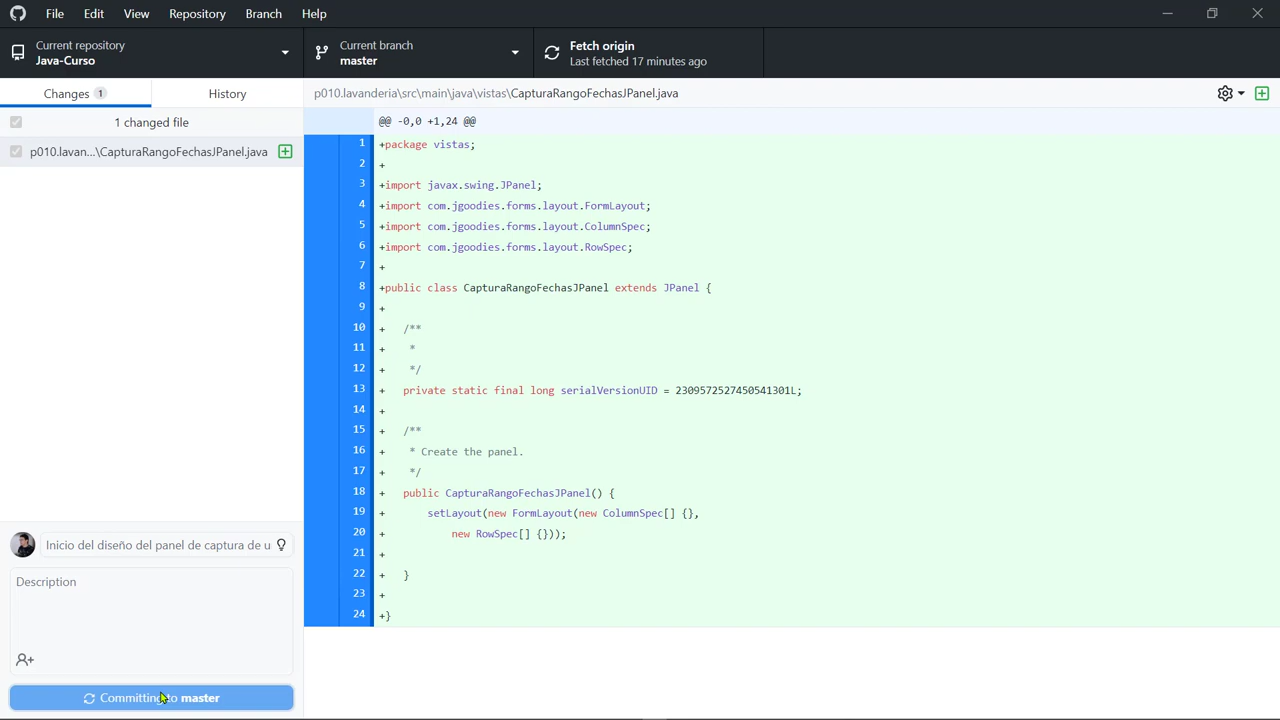 File Edit View Repository Branch Help
Current repository
Java-Curso
Current branch
master
Fetch origin
Last fetched 17 minutes ago
Changes 1
History
p010.lavanderia\src\main\java\vistas\CapturaRangoFechasJPanel.java
1 changed file
p010.lavan...\CapturaRangoFechasJPanel.java
@@ -0,0 +1,24 @@
1 +package vistas;
2 +
3 +import javax.swing.JPanel;
4 +import com.jgoodies.forms.layout.FormLayout;
5 +import com.jgoodies.forms.layout.ColumnSpec;
6 +import com.jgoodies.forms.layout.RowSpec;
7 +
8 +public class CapturaRangoFechasJPanel extends JPanel {
9 +
10 + /**
11 + *
12 + */
13 + private static final long serialVersionUID = 2309572527450541301L;
14 +
15 + /**
16 + * Create the panel.
17 + */
18 + public CapturaRangoFechasJPanel() {
19 + setLayout(new FormLayout(new ColumnSpec[] {},
20 + new RowSpec[] {}));
21 +
22 + }
23 +
24 +}
Inicio del diseño del panel de captura de u
Description
Committing to master